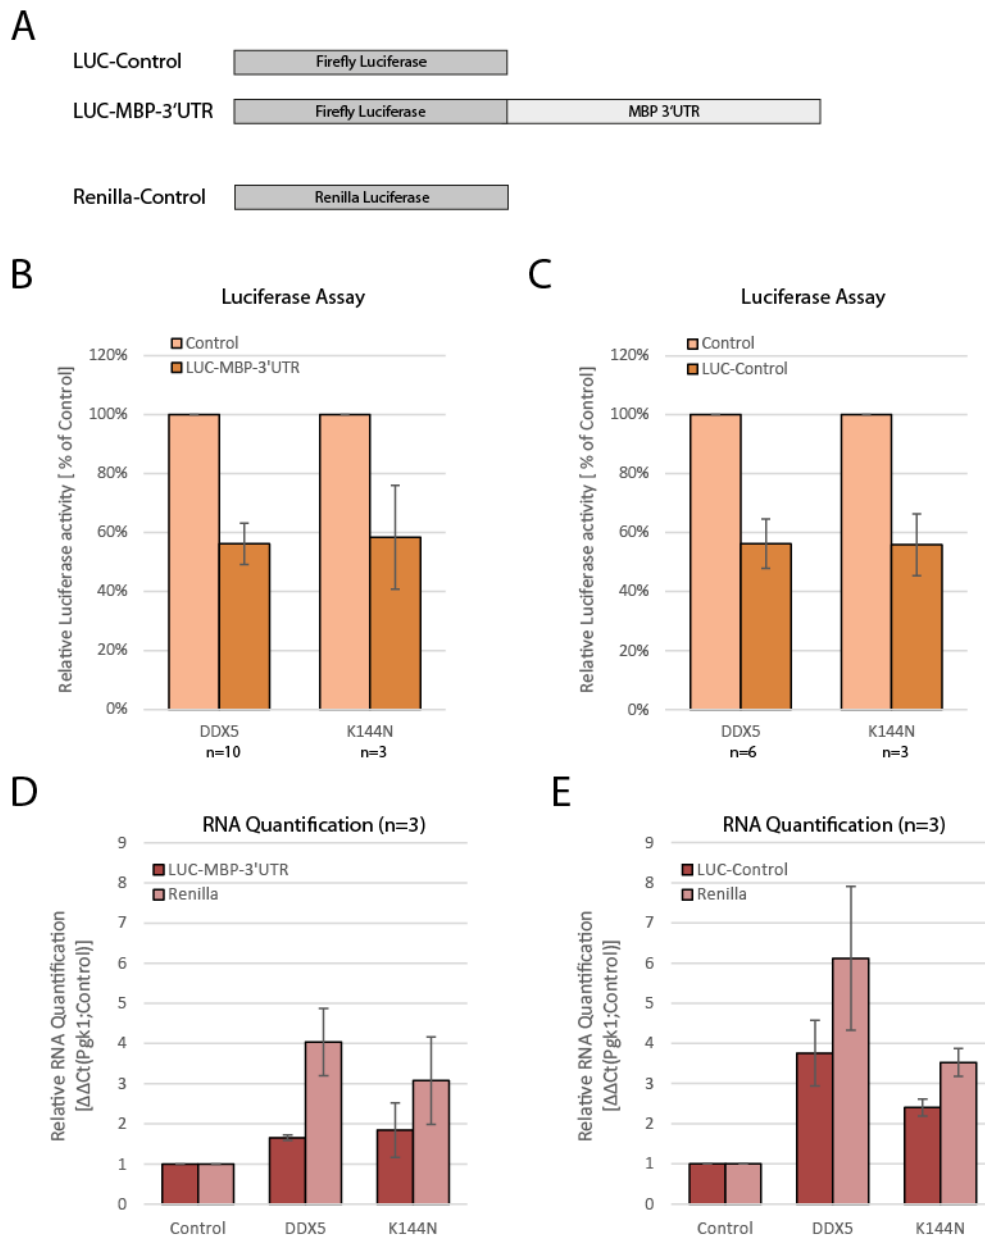 A
LUC-Control
Firefly Luciferase
LUC-MBP-3'UTR
Firefly Luciferase
MBP 3'UTR
Renilla-Control
Renilla Luciferase
B
Luciferase Assay
Control
LUC-MBP-3'UTR
Relative Luciferase activity [ % of Control]
120%
100%
80%
60%
40%
20%
0%
DDX5
K144N
n=10
n=3
C
Luciferase Assay
Control
LUC-Control
Relative Luciferase activity [ % of Control]
120%
100%
80%
60%
40%
20%
0%
DDX5
K144N
n=6
n=3
D
RNA Quantification (n=3)
LUC-MBP-3'UTR
Renilla
Relative RNA Quantification
[ΔΔCt(Pgk1;Control)]
9
8
7
6
5
4
3
2
1
0
Control
DDX5
K144N
E
RNA Quantification (n=3)
LUC-Control
Renilla
Relative RNA Quantification
[ΔΔCt(Pgk1;Control)]
9
8
7
6
5
4
3
2
1
0
Control
DDX5
K144N